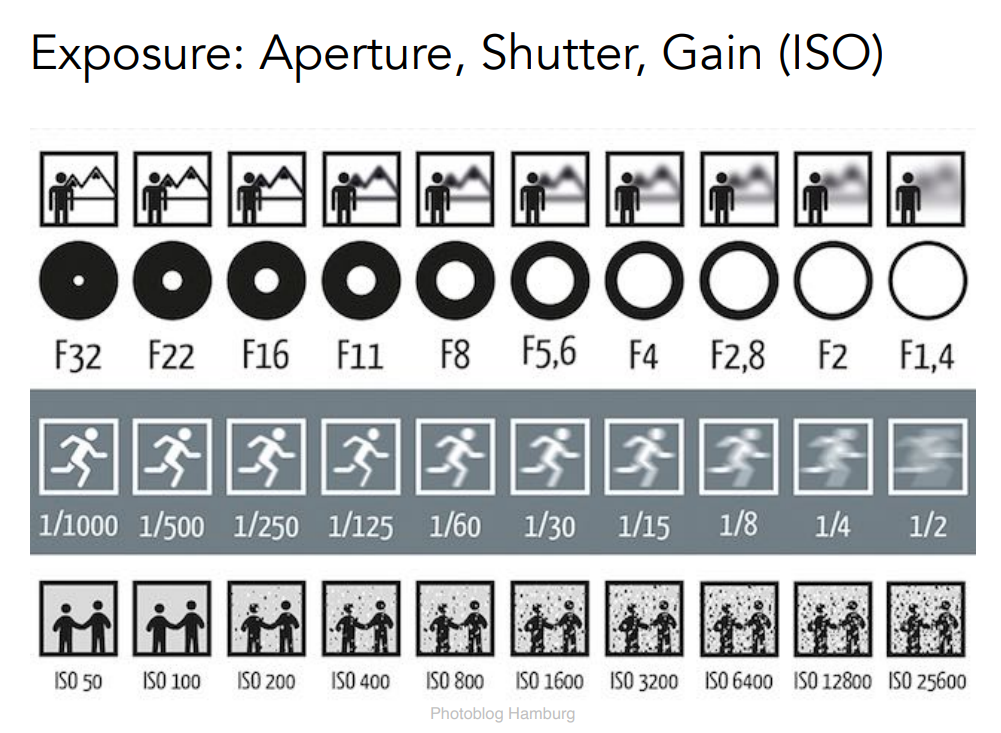 Exposure: Aperture, Shutter, Gain (ISO)
F32 F22 F16 F11 F8 F5,6 F4 F2,8 F2 F1,4
1/1000 1/500 1/250 1/125 1/60 1/30 1/15 1/8 1/4 1/2
ISO 50 ISO 100 ISO 200 ISO 400 ISO 800 ISO 1600 ISO 3200 ISO 6400 ISO 12800 ISO 25600
Photoblog Hamburg